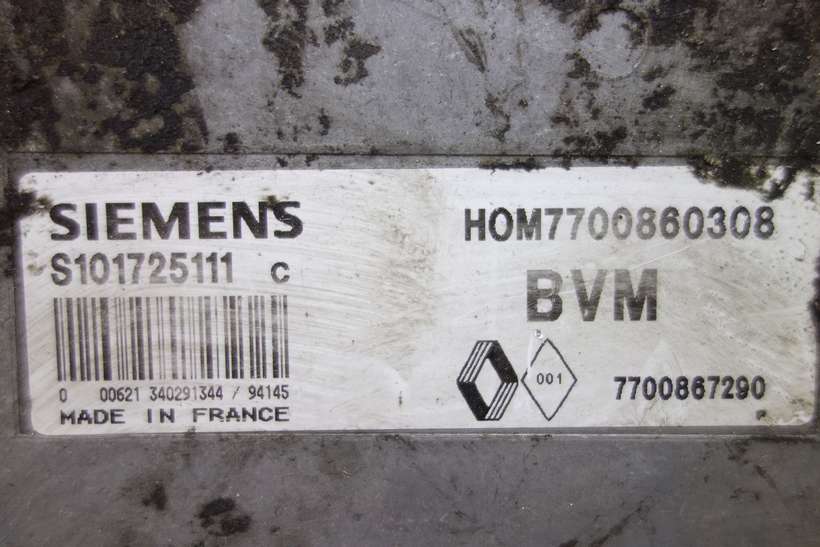 SIEMENS
S101725111 C
0 00621 340291344 / 94145
MADE IN FRANCE
HOM7700860308
BVM
001
7700867290
P